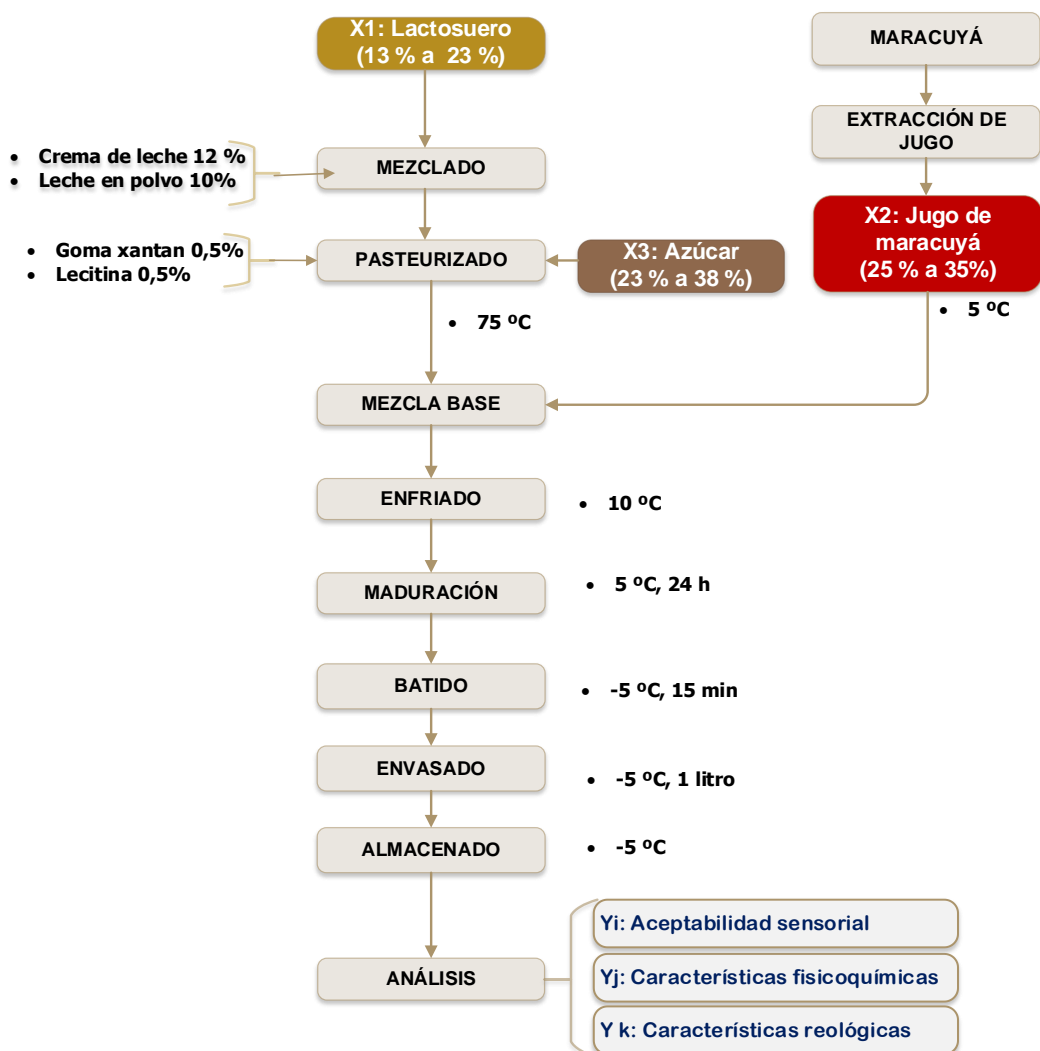 X1: Lactosuero
(13 % a 23 %)
MARACUYÁ
EXTRACCIÓN DE
JUGO
• Crema de leche 12 %
• Leche en polvo 10%
MEZCLADO
X2: Jugo de
maracuyá
(25 % a 35%)
• Goma xantan 0,5%
• Lecitina 0,5%
PASTEURIZADO
X3: Azúcar
(23 % a 38 %)
• 75 ºC
• 5 ºC
MEZCLA BASE
ENFRIADO
• 10 ºC
MADURACIÓN
• 5 ºC, 24 h
BATIDO
• -5 ºC, 15 min
ENVASADO
• -5 ºC, 1 litro
ALMACENADO
• -5 ºC
ANÁLISIS
Yi: Aceptabilidad sensorial
Yj: Características fisicoquímicas
Y k: Características reológicas